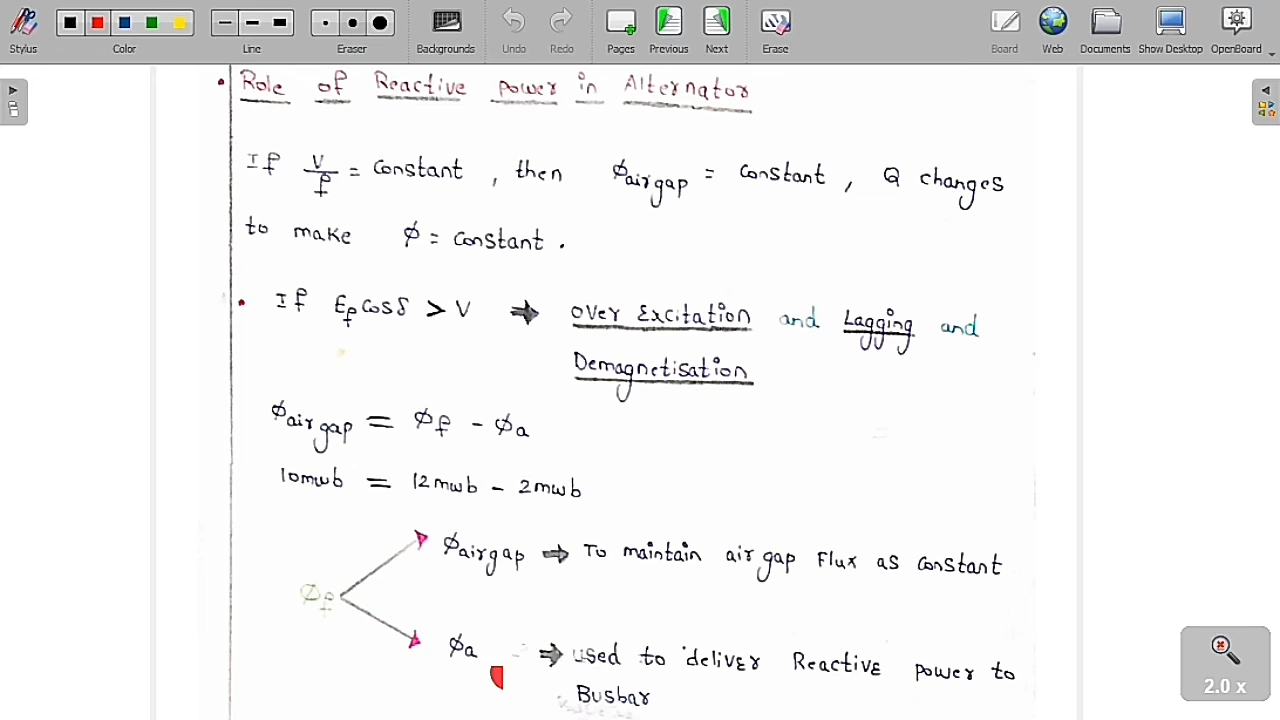 Stylus Color Line Eraser Backgrounds Undo Redo Pages Previous Next Erase Board Web Documents Show Desktop OpenBoard
• Role of Reactive power in Alternator
If V/f = constant, then ϕairgap = constant, Q changes
to make ϕ = constant.
• If Ef cosδ > V ⇒ over Excitation and Lagging and
Demagnetisation
ϕair gap = ϕf - ϕa
10mwb = 12mwb - 2mwb
ϕairgap ⇒ To maintain air gap Flux as constant
ϕf
ϕa ⇒ used to deliver Reactive power to
Busbar
2.0 x